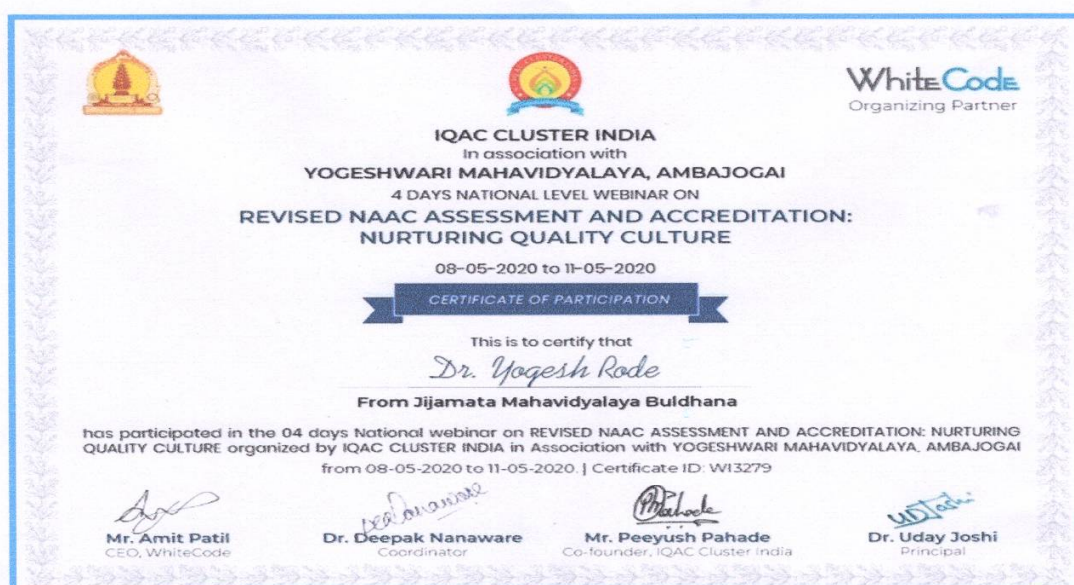 WhiteCode
Organizing Partner
IQAC CLUSTER INDIA
In association with
YOGESHWARI MAHAVIDYALAYA, AMBAJOGAI
4 DAYS NATIONAL LEVEL WEBINAR ON
REVISED NAAC ASSESSMENT AND ACCREDITATION:
NURTURING QUALITY CULTURE
08-05-2020 to 11-05-2020
CERTIFICATE OF PARTICIPATION
This is to certify that
Dr. Yogesh Rode
From Jijamata Mahavidyalaya Buldhana
has participated in the 04 days National webinar on REVISED NAAC ASSESSMENT AND ACCREDITATION: NURTURING
QUALITY CULTURE organized by IQAC CLUSTER INDIA in Association with YOGESHWARI MAHAVIDYALAYA, AMBAJOGAI
from 08-05-2020 to 11-05-2020. | Certificate ID: W13279
Mr. Amit Patil Dr. Deepak Nanaware Mr. Peeyush Pahade Dr. Uday Joshi
CEO, WhiteCode Coordinator Co-founder, IQAC Cluster India Principal